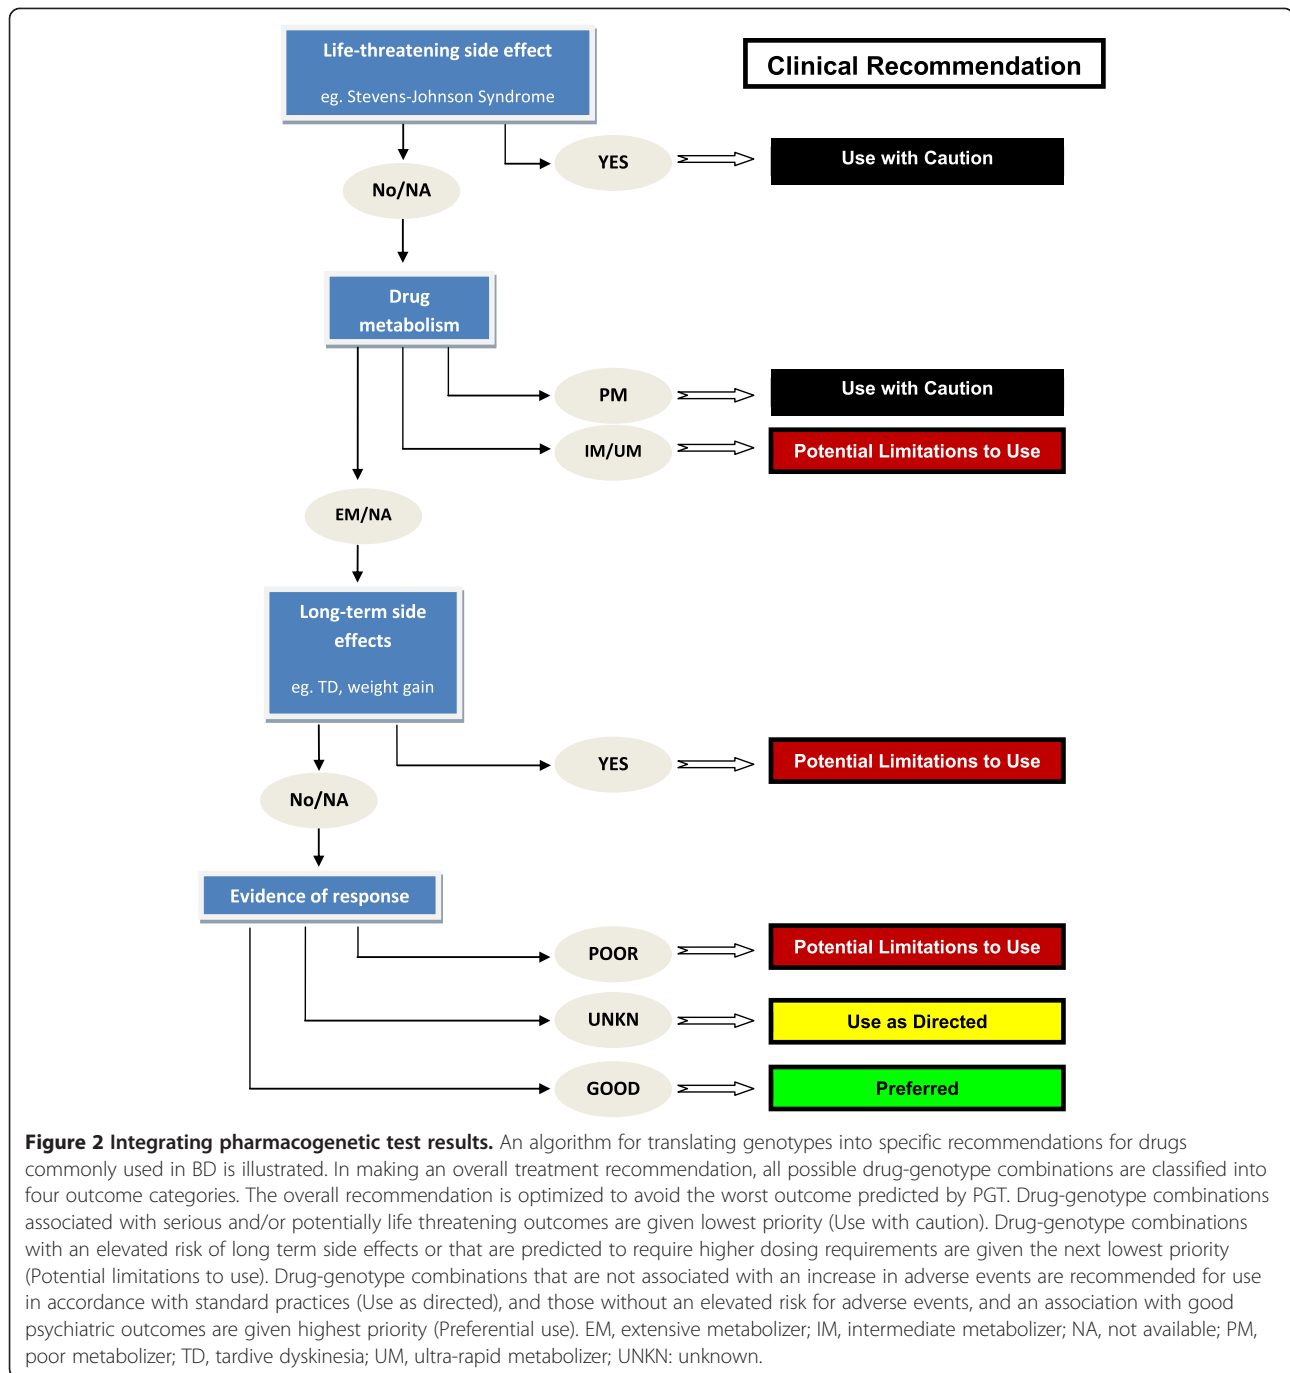 Life-threatening side effect
eg. Stevens-Johnson Syndrome
Clinical Recommendation
YES
Use with Caution
No/NA
Drug
metabolism
PM
Use with Caution
IM/UM
Potential Limitations to Use
EM/NA
Long-term side
effects
eg. TD, weight gain
YES
Potential Limitations to Use
No/NA
Evidence of response
POOR
Potential Limitations to Use
UNKN
Use as Directed
GOOD
Preferred
Figure 2 Integrating pharmacogenetic test results. An algorithm for translating genotypes into specific recommendations for drugs
commonly used in BD is illustrated. In making an overall treatment recommendation, all possible drug-genotype combinations are classified into
four outcome categories. The overall recommendation is optimized to avoid the worst outcome predicted by PGT. Drug-genotype combinations
associated with serious and/or potentially life threatening outcomes are given lowest priority (Use with caution). Drug-genotype combinations
with an elevated risk of long term side effects or that are predicted to require higher dosing requirements are given the next lowest priority
(Potential limitations to use). Drug-genotype combinations that are not associated with an increase in adverse events are recommended for use
in accordance with standard practices (Use as directed), and those without an elevated risk for adverse events, and an association with good
psychiatric outcomes are given highest priority (Preferential use). EM, extensive metabolizer; IM, intermediate metabolizer; NA, not available; PM,
poor metabolizer; TD, tardive dyskinesia; UM, ultra-rapid metabolizer; UNKN: unknown.